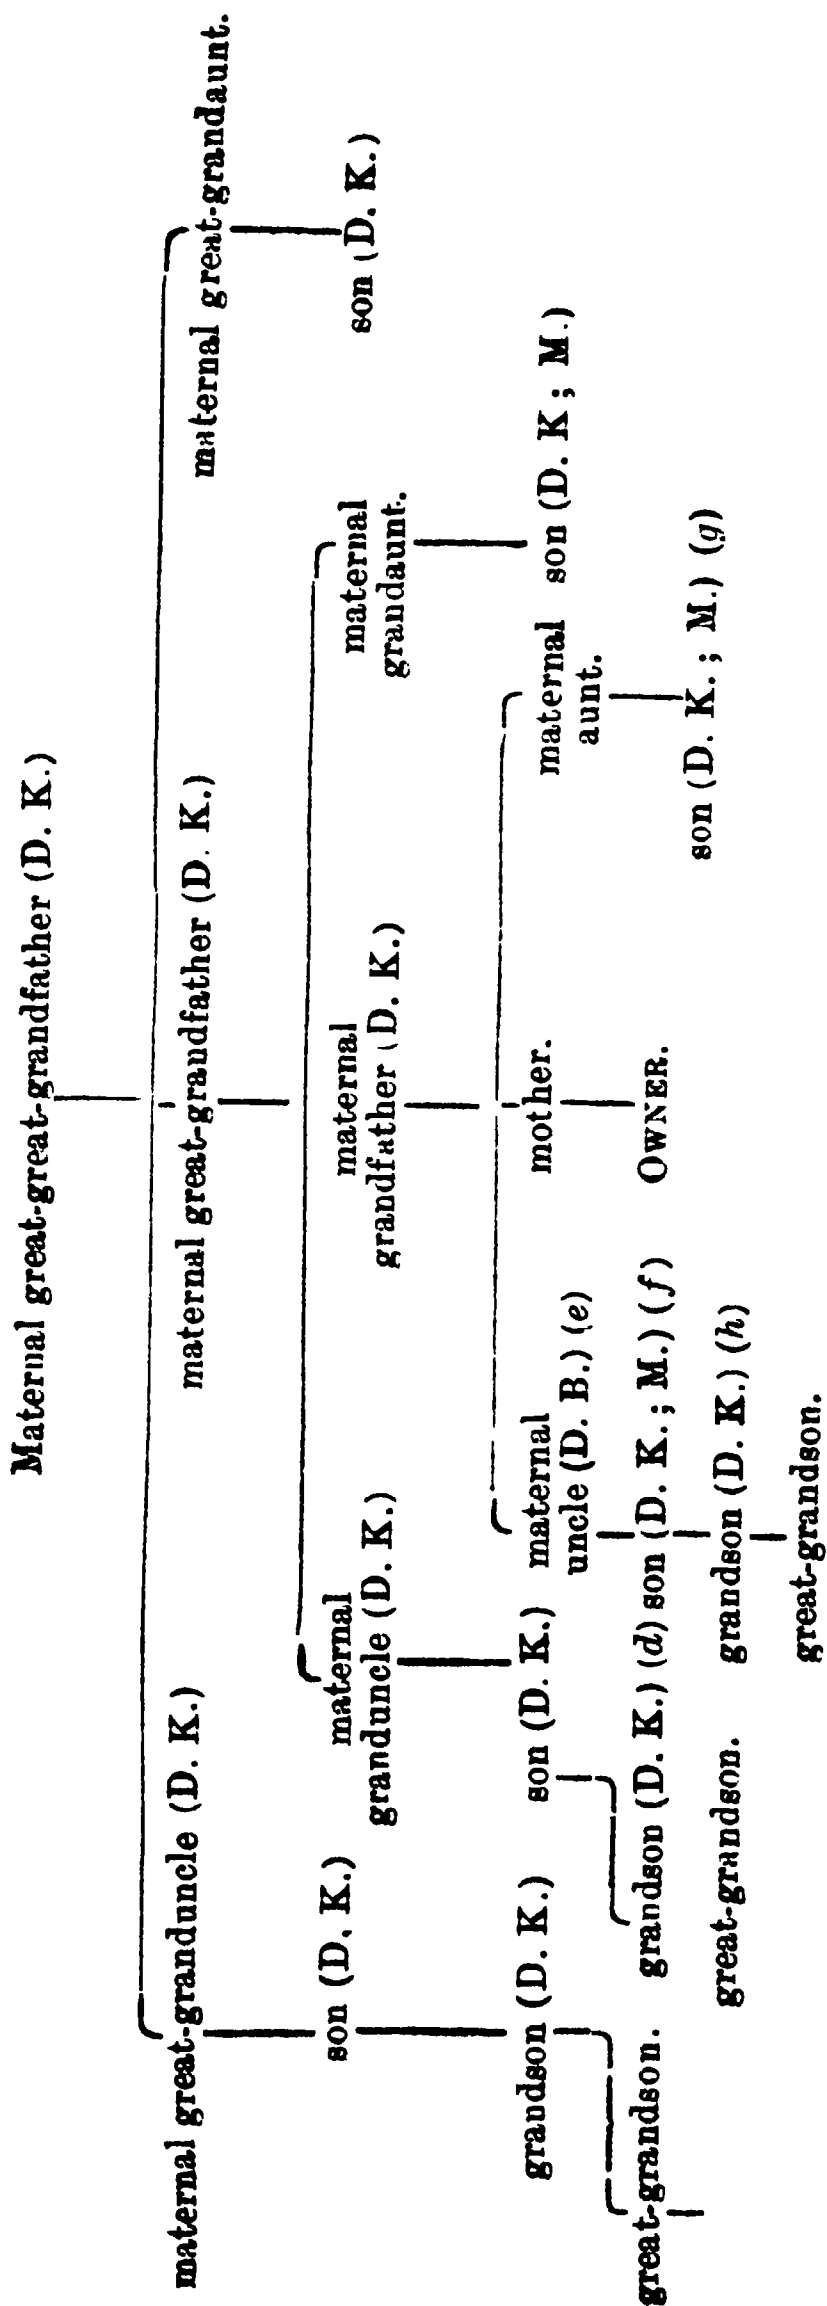 Maternal great-great-grandfather (D. K.)
maternal great-granduncle (D. K.) maternal great-grandfather (D. K.) maternal great-grandaunt.
son (D. K.) maternal granduncle (D. K.) maternal grandfather (D. K.) maternal grandaunt. son (D. K.)
grandson (D. K.) son (D. K.) maternal uncle (D. B.) (e) mother. maternal aunt. son (D. K ; M.)
great-grandson. grandson (D. K.) (d) son (D. K. ; M.) (f) OWNER. son (D. K. ; M.) (g)
great-grandson. grandson (D. K.) (h)
great-grandson.